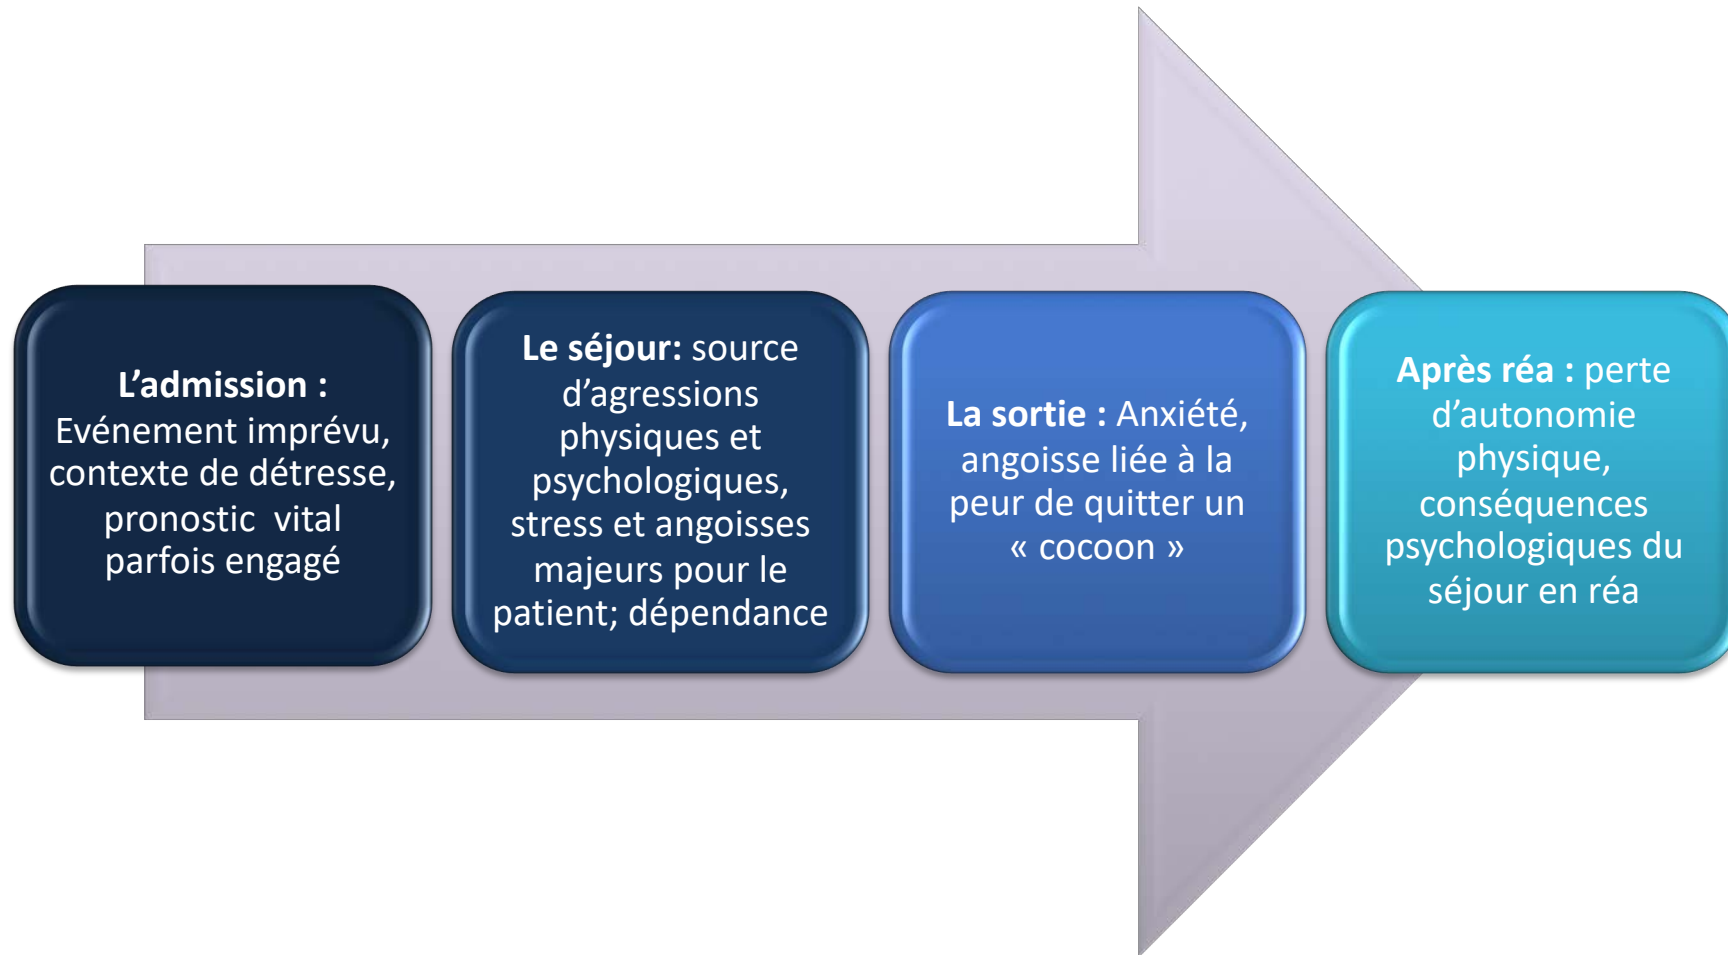 L’admission :
Evénement imprévu,
contexte de détresse,
pronostic vital
parfois engagé
Le séjour: source
d’agressions
physiques et
psychologiques,
stress et angoisses
majeurs pour le
patient; dépendance
La sortie : Anxiété,
angoisse liée à la
peur de quitter un
« cocoon »
Après réa : perte
d’autonomie
physique,
conséquences
psychologiques du
séjour en réa